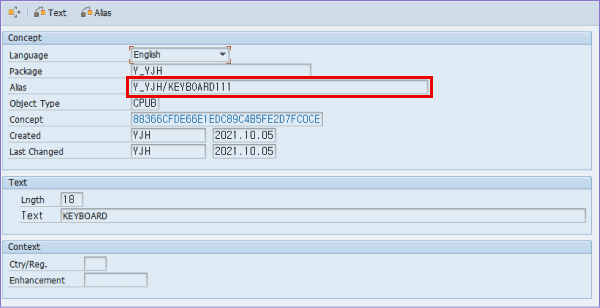 Text Alias
Concept
Language English
Package Y_YJH
Alias Y_YJH/KEYBOARD111
Object Type CPUB
Concept 88366CFDE66E1EDC89C4B5FE2D7FC0CE
Created YJH 2021.10.05
Last Changed YJH 2021.10.05
Text
Lngth 18
Text KEYBOARD
Context
Ctry/Reg.
Enhancement